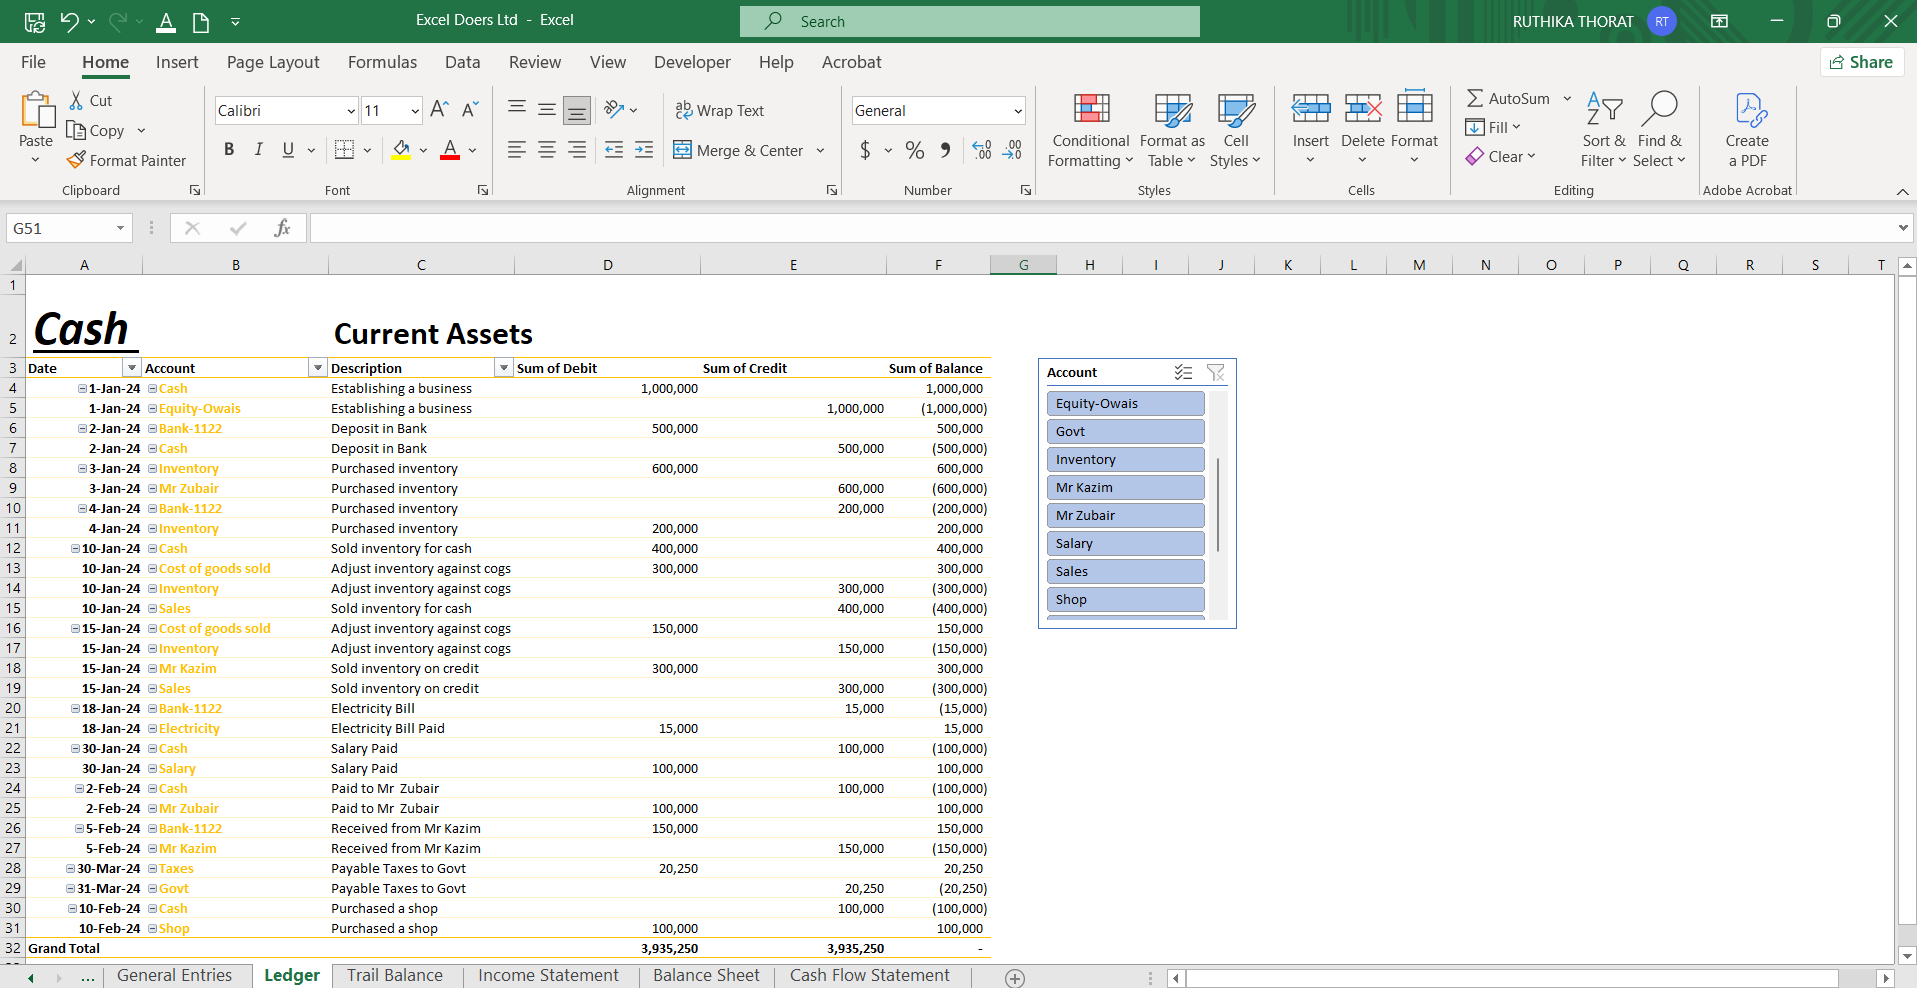 Excel Doers Ltd - Excel
Search
RUTHIKA THORAT
RT
File Home Insert Page Layout Formulas Data Review View Developer Help Acrobat
Share
Paste
Cut
Copy
Format Painter
Clipboard
Calibri 11
B I U
Font
Wrap Text
Merge & Center
Alignment
General
$ % ,
Number
Conditional Formatting
Format as Table
Cell Styles
Styles
Insert Delete Format
Cells
AutoSum
Fill
Clear
Sort & Filter
Find & Select
Editing
Create a PDF
Adobe Acrobat
G51
fx
A B C D E F G H I J K L M N O P Q R S T
1
2 Cash Current Assets
3 Date Account Description Sum of Debit Sum of Credit Sum of Balance
4 1-Jan-24 Cash Establishing a business 1,000,000 1,000,000
5 1-Jan-24 Equity-Owais Establishing a business 1,000,000 (1,000,000)
6 2-Jan-24 Bank-1122 Deposit in Bank 500,000 500,000
7 2-Jan-24 Cash Deposit in Bank 500,000 (500,000)
8 3-Jan-24 Inventory Purchased inventory 600,000 600,000
9 3-Jan-24 Mr Zubair Purchased inventory 600,000 (600,000)
10 4-Jan-24 Bank-1122 Purchased inventory 200,000 (200,000)
11 4-Jan-24 Inventory Purchased inventory 200,000 200,000
12 10-Jan-24 Cash Sold inventory for cash 400,000 400,000
13 10-Jan-24 Cost of goods sold Adjust inventory against cogs 300,000 300,000
14 10-Jan-24 Inventory Adjust inventory against cogs 300,000 (300,000)
15 10-Jan-24 Sales Sold inventory for cash 400,000 (400,000)
16 15-Jan-24 Cost of goods sold Adjust inventory against cogs 150,000 150,000
17 15-Jan-24 Inventory Adjust inventory against cogs 150,000 (150,000)
18 15-Jan-24 Mr Kazim Sold inventory on credit 300,000 300,000
19 15-Jan-24 Sales Sold inventory on credit 300,000 (300,000)
20 18-Jan-24 Bank-1122 Electricity Bill 15,000 (15,000)
21 18-Jan-24 Electricity Electricity Bill Paid 15,000 15,000
22 30-Jan-24 Cash Salary Paid 100,000 (100,000)
23 30-Jan-24 Salary Salary Paid 100,000 100,000
24 2-Feb-24 Cash Paid to Mr Zubair 100,000 (100,000)
25 2-Feb-24 Mr Zubair Paid to Mr Zubair 100,000 100,000
26 5-Feb-24 Bank-1122 Received from Mr Kazim 150,000 150,000
27 5-Feb-24 Mr Kazim Received from Mr Kazim 150,000 (150,000)
28 30-Mar-24 Taxes Payable Taxes to Govt 20,250 20,250
29 31-Mar-24 Govt Payable Taxes to Govt 20,250 (20,250)
30 10-Feb-24 Cash Purchased a shop 100,000 (100,000)
31 10-Feb-24 Shop Purchased a shop 100,000 100,000
32 Grand Total 3,935,250 3,935,250 -
Account
Equity-Owais
Govt
Inventory
Mr Kazim
Mr Zubair
Salary
Sales
Shop
... General Entries Ledger Trail Balance Income Statement Balance Sheet Cash Flow Statement